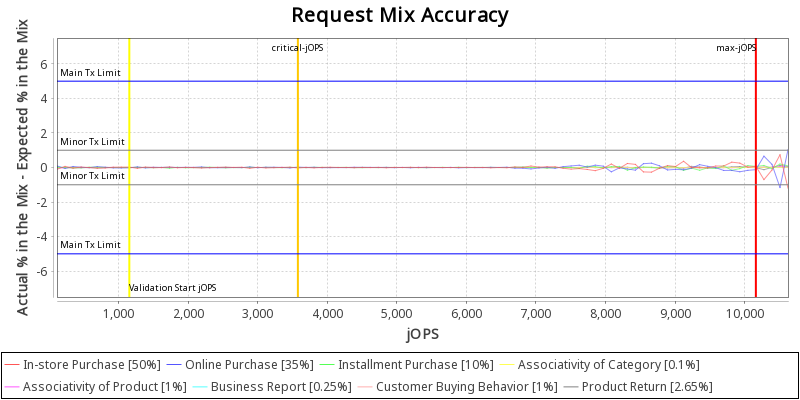 Request Mix Accuracy
Actual % in the Mix - Expected % in the Mix
critical-jOPS
max-jOPS
6
Main Tx Limit
4
2
Minor Tx Limit
0
Minor Tx Limit
-2
-4
Main Tx Limit
-6
Validation Start jOPS
1,000 2,000 3,000 4,000 5,000 6,000 7,000 8,000 9,000 10,000
jOPS
In-store Purchase [50%] Online Purchase [35%] Installment Purchase [10%] Associativity of Category [0.1%]
Associativity of Product [1%] Business Report [0.25%] Customer Buying Behavior [1%] Product Return [2.65%]